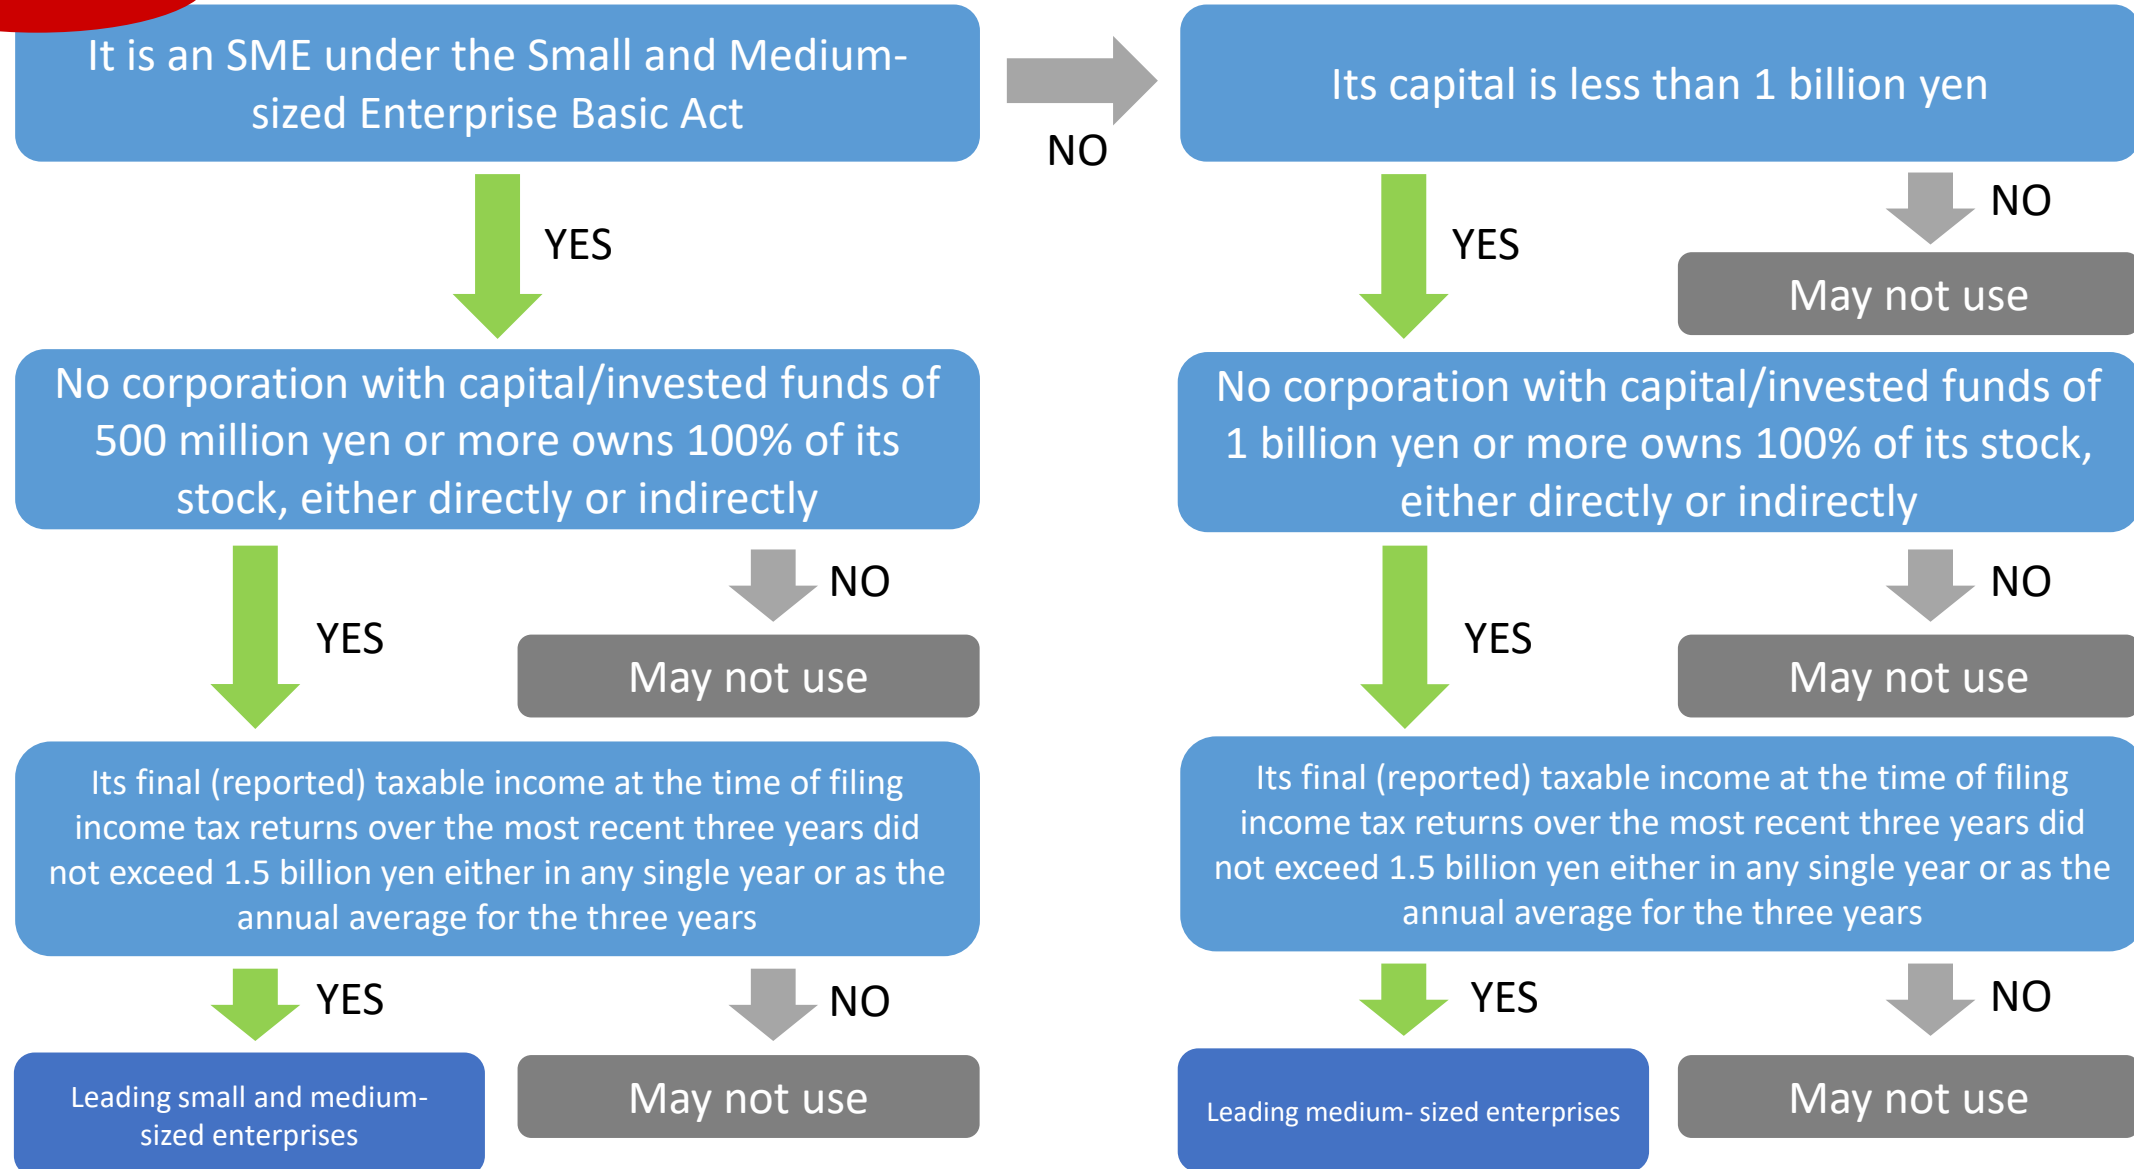 It is an SME under the Small and Medium-
sized Enterprise Basic Act
NO
Its capital is less than 1 billion yen
YES
YES
NO
May not use
No corporation with capital/invested funds of
500 million yen or more owns 100% of its
stock, either directly or indirectly
No corporation with capital/invested funds of
1 billion yen or more owns 100% of its stock,
either directly or indirectly
YES
NO
May not use
YES
NO
May not use
Its final (reported) taxable income at the time of filing
income tax returns over the most recent three years did
not exceed 1.5 billion yen either in any single year or as the
annual average for the three years
Its final (reported) taxable income at the time of filing
income tax returns over the most recent three years did
not exceed 1.5 billion yen either in any single year or as the
annual average for the three years
YES
NO
YES
NO
Leading small and medium-
sized enterprises
May not use
Leading medium- sized enterprises
May not use